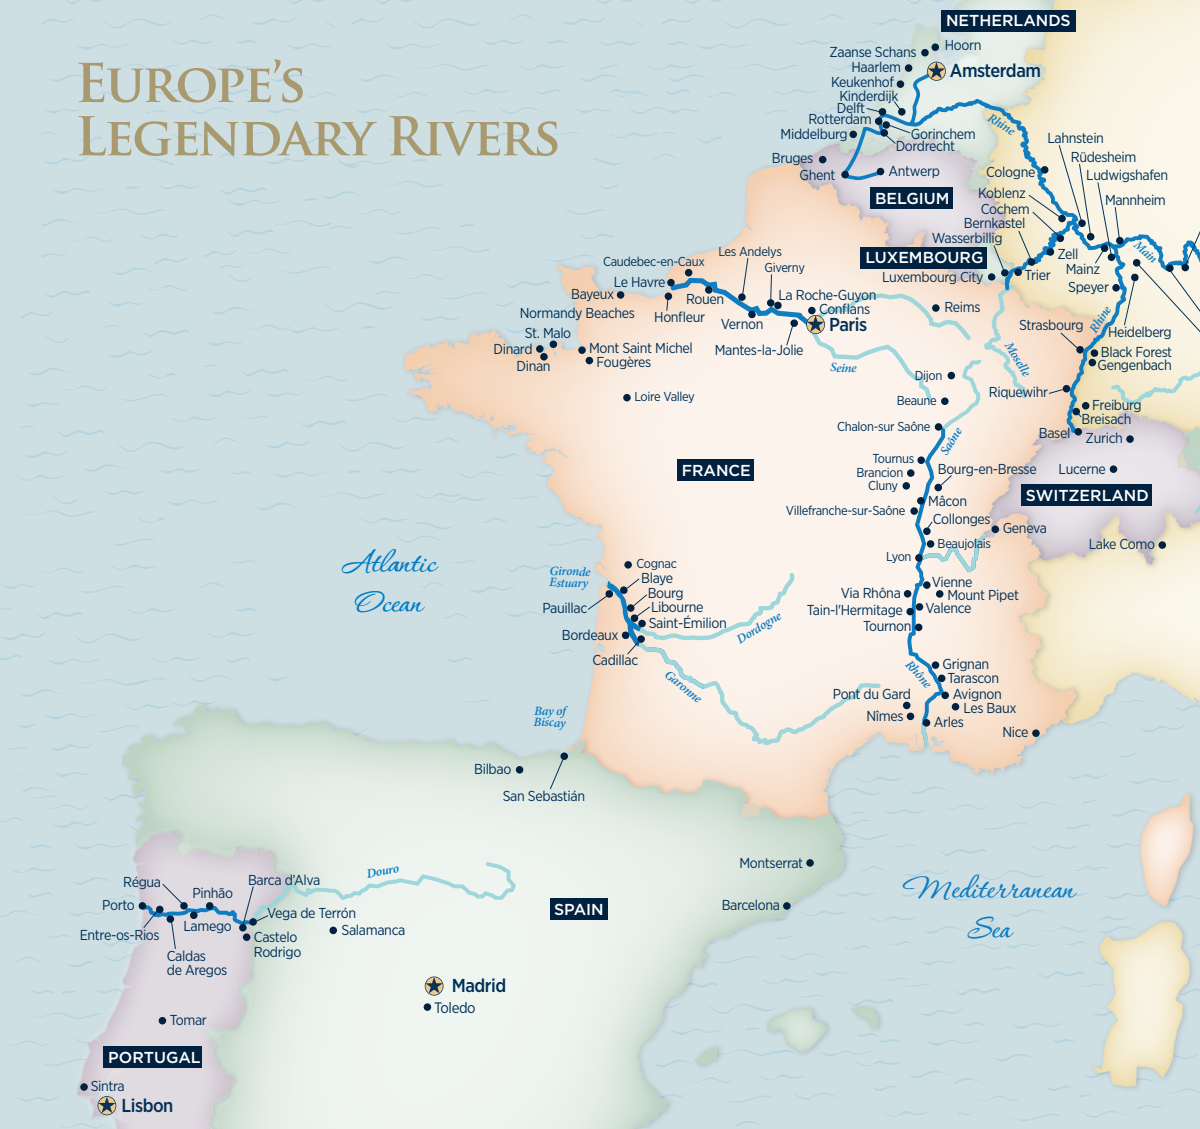 EUROPE'S
LEGENDARY RIVERS
NETHERLANDS
Hoorn
Zaanse Schans
Haarlem
Amsterdam
Keukenhof
Kinderdijk
Delft
Rotterdam
Gorinchem
Middelburg
Dordrecht
Rhine
Lahnstein
Rüdesheim
Bruges
Ghent
Antwerp
Cologne
Ludwigshafen
BELGIUM
Koblenz
Mannheim
Cochem
Bernkastel
Wasserbillig
Zell
Main
LUXEMBOURG
Mainz
Luxembourg City
Trier
Speyer
Les Andelys
Caudebec-en-Caux
Giverny
Le Havre
Bayeux
Rouen
La Roche-Guyon
Normandy Beaches
Honfleur
Conflans
Reims
Vernon
Paris
Strasbourg
Rhine
Heidelberg
St. Malo
Dinard
Mont Saint Michel
Mantes-la-Jolie
Moselle
Black Forest
Dinan
Fougères
Seine
Gengenbach
Dijon
Loire Valley
Beaune
Riquewihr
Freiburg
Breisach
Chalon-sur Saône
Saône
Basel
Zurich
Tournus
FRANCE
Brancion
Bourg-en-Bresse
Lucerne
Cluny
SWITZERLAND
Mâcon
Villefranche-sur-Saône
Collonges
Geneva
Beaujolais
Lake Como
Lyon
Atlantic
Ocean
Gironde
Estuary
Cognac
Blaye
Bourg
Pauillac
Libourne
Saint-Émilion
Bordeaux
Cadillac
Dordogne
Garonne
Vienne
Via Rhôna
Mount Pipet
Tain-l'Hermitage
Valence
Tournon
Rhône
Grignan
Tarascon
Pont du Gard
Avignon
Les Baux
Nîmes
Arles
Nice
Bay of
Biscay
Bilbao
San Sebastián
Montserrat
Barcelona
Mediterranean
Sea
Douro
Régua
Pinhão
Barca d'Alva
Porto
Vega de Terrón
Entre-os-Rios
Lamego
Castelo
Rodrigo
Caldas
de Aregos
Salamanca
SPAIN
Madrid
Toledo
Tomar
PORTUGAL
Sintra
Lisbon